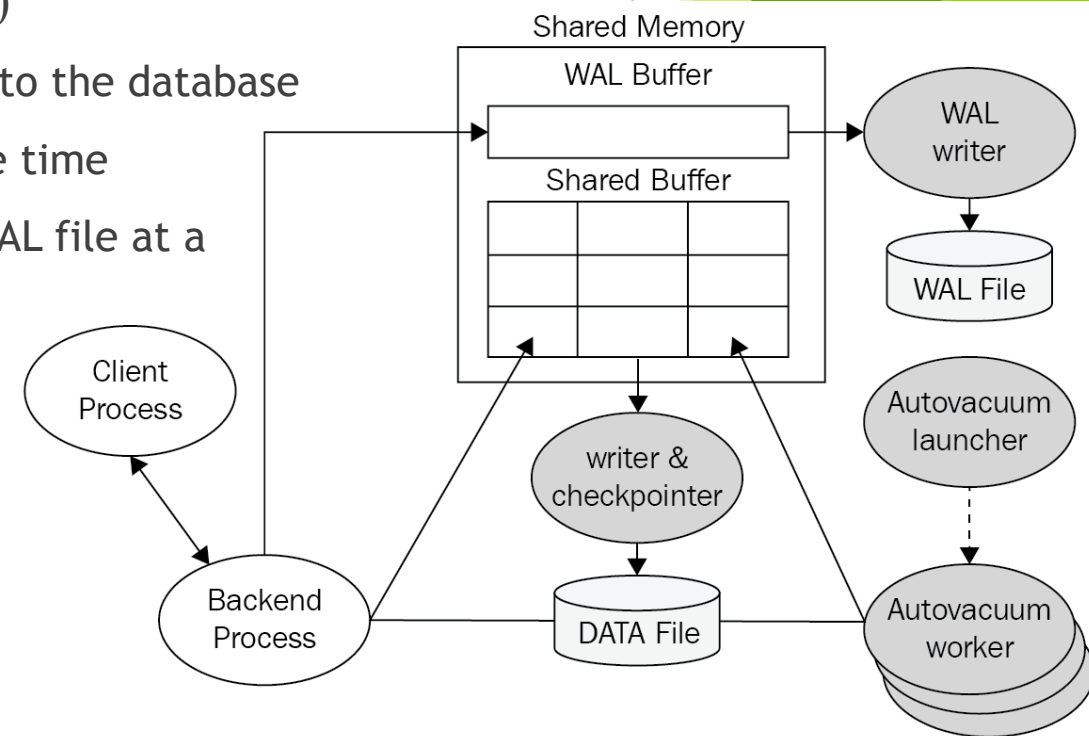 )
to the database
e time
AL file at a
Shared Memory
WAL Buffer
Shared Buffer
WAL
writer
WAL File
Client
Process
Autovacuum
launcher
writer &
checkpointer
Backend
Process
DATA File
Autovacuum
worker